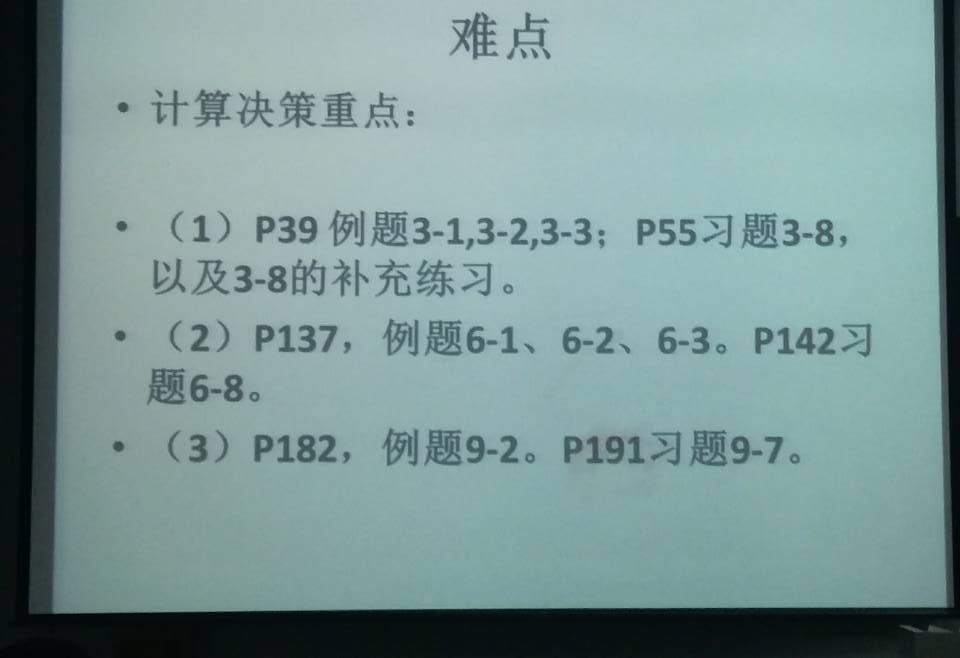 难点
• 计算决策重点：
• （1）P39 例题3-1,3-2,3-3；P55习题3-8，
以及3-8的补充练习。
• （2）P137，例题6-1、6-2、6-3。P142习
题6-8。
• （3）P182，例题9-2。P191习题9-7。